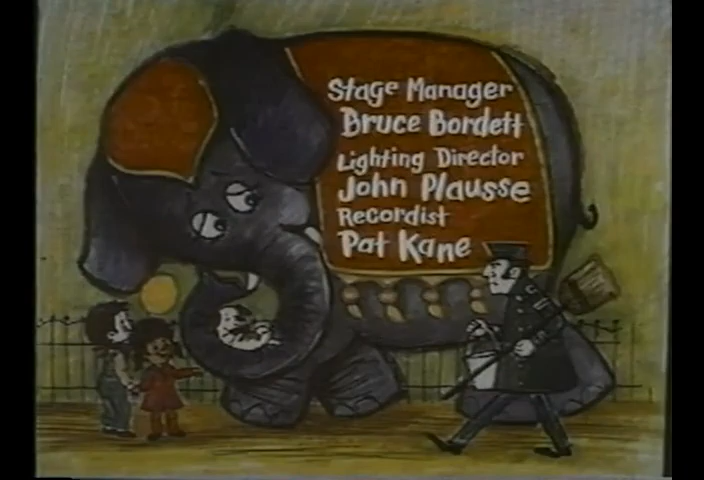 Stage Manager
Bruce Bordett
Lighting Director
John Plausse
Recordist
Pat Kane